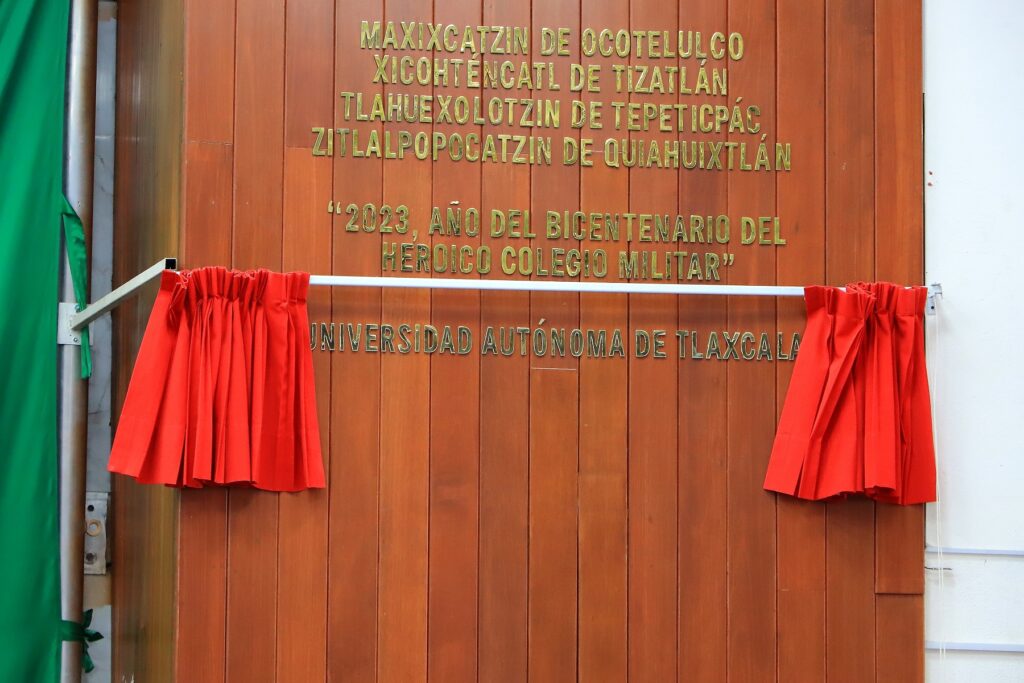 MAXIXCATZIN DE OCOTELULCO
XICOHTÉNCATL DE TIZATLÁN
TLAHUEXOLOTZIN DE TEPETICPÁC,
ZITLALPOPOCATZIN DE QUIAHUIXTLÁN
"2023, AÑO DEL BICENTENARIO DEL
HEROICO COLEGIO MILITAR"
UNIVERSIDAD AUTÓNOMA DE TLAXCALA